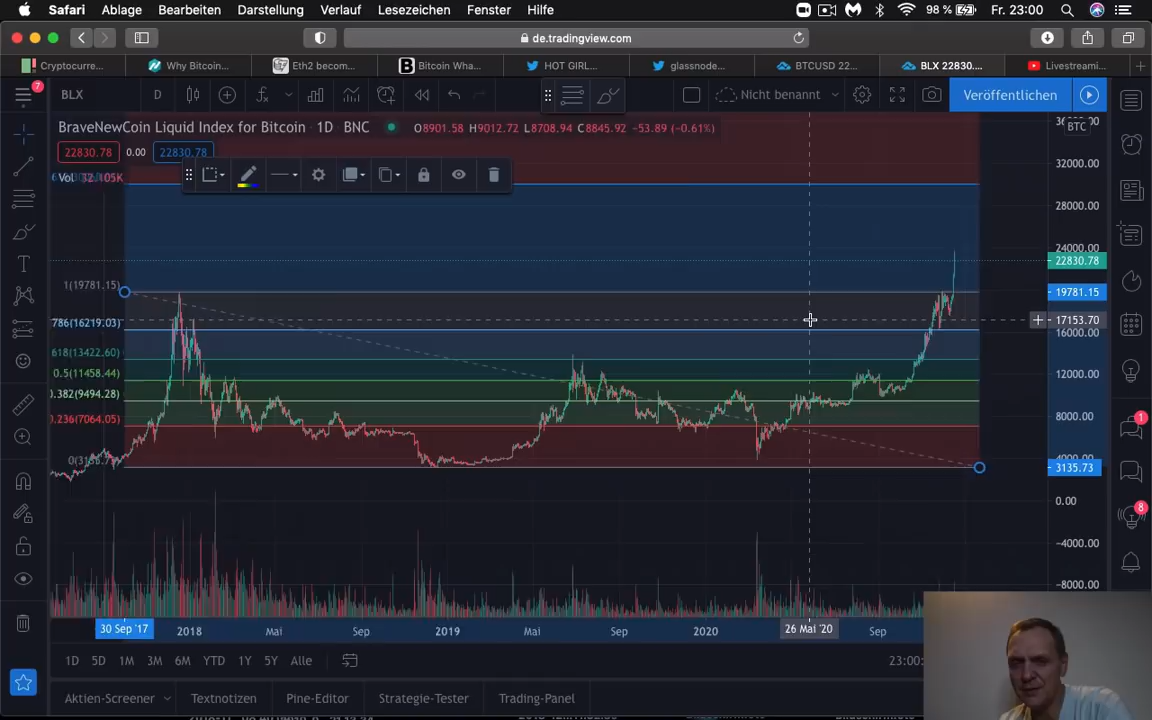 Safari Ablage Bearbeiten Darstellung Verlauf Lesezeichen Fenster Hilfe 98 % Fr. 23:00
de.tradingview.com
Cryptocurre... Why Bitcoin... Eth2 becom... Bitcoin Wha... HOT GIRL... glassnode... BTCUSD 22... BLX 22830.... Livestreami...
7 BLX D Nicht benannt Veröffentlichen
BraveNewCoin Liquid Index for Bitcoin · 1D · BNC O8901.58 H9012.72 L8708.94 C8845.92 −53.89 (−0.61%)
BTC
22830.78 0.00 22830.78
32000.00
Vol 32.105K
28000.00
24000.00
22830.78
1(19781.15) 19781.15
17153.70
786(16219.03)
16000.00
618(13422.60)
0.5(11458.44) 12000.00
0.382(9494.28)
0.236(7064.05) 8000.00
1
3135.73
0.00
8
−4000.00
−8000.00
30 Sep '17 2018 Mai Sep 2019 Mai Sep 2020 26 Mai '20 Sep
1D 5D 1M 3M 6M YTD 1Y 5Y Alle 23:00
Aktien-Screener Textnotizen Pine-Editor Strategie-Tester Trading-Panel